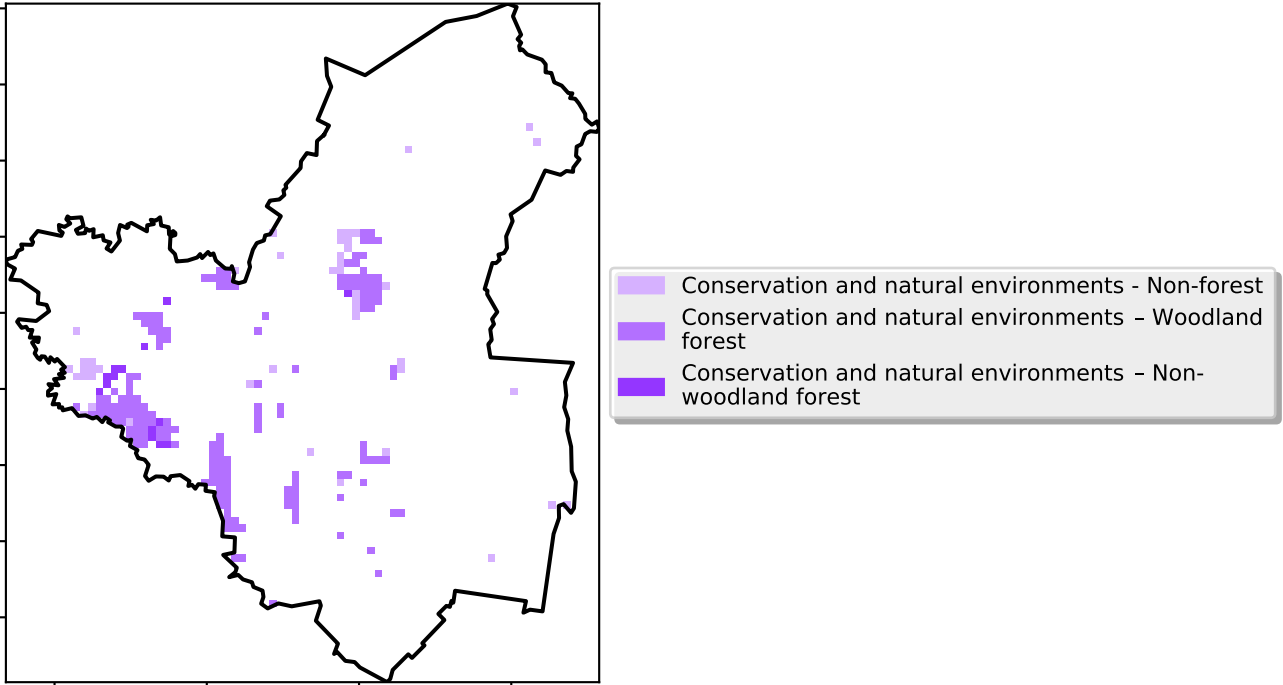 Conservation and natural environments - Non-forest
Conservation and natural environments – Woodland
forest
Conservation and natural environments – Non-
woodland forest